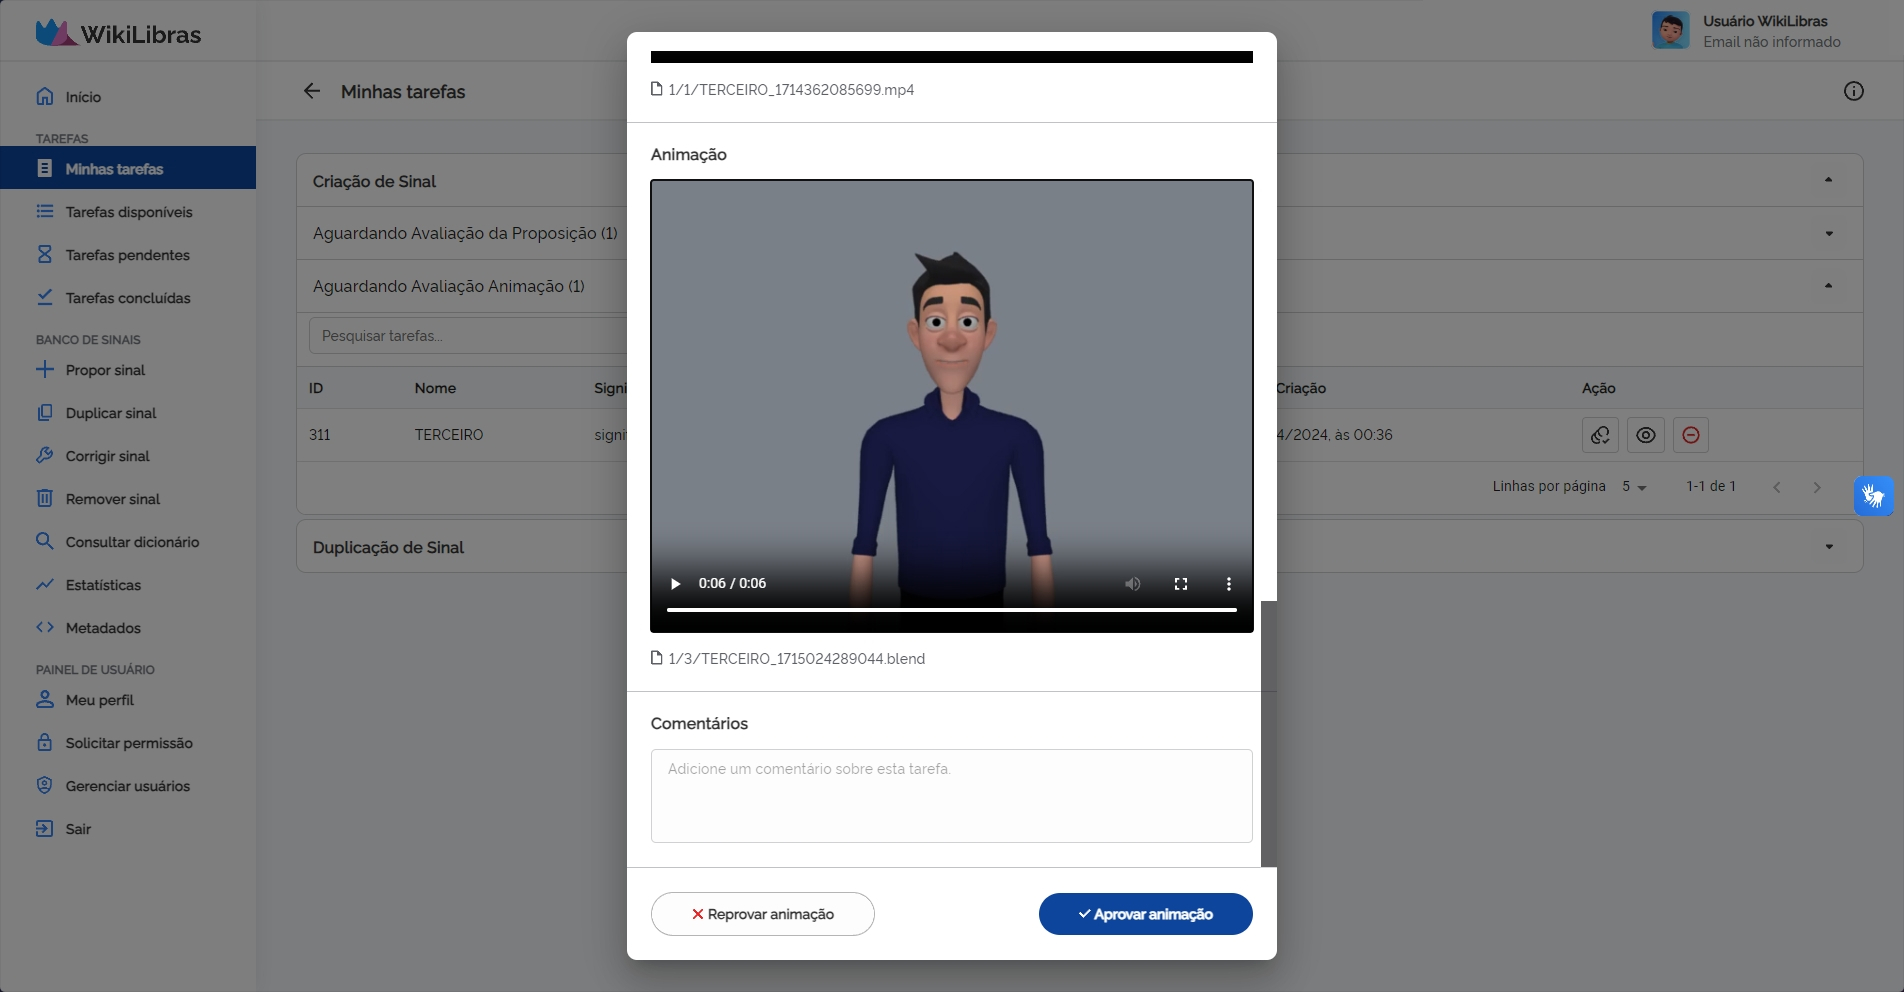 WikiLibras
Usuário WikiLibras
Email não informado
Início
TAREFAS
Minhas tarefas
Tarefas disponíveis
Tarefas pendentes
Tarefas concluídas
BANCO DE SINAIS
Propor sinal
Duplicar sinal
Corrigir sinal
Remover sinal
Consultar dicionário
Estatísticas
Metadados
PAINEL DE USUÁRIO
Meu perfil
Solicitar permissão
Gerenciar usuários
Sair
Minhas tarefas
Criação de Sinal
Aguardando Avaliação da Proposição (1)
Aguardando Avaliação Animação (1)
Pesquisar tarefas...
ID Nome Signi Criação Ação
311 TERCEIRO signi 4/2024, às 00:36
Linhas por página 5 1-1 de 1
Duplicação de Sinal
1/1/TERCEIRO_1714362085699.mp4
Animação
0:06 / 0:06
1/3/TERCEIRO_1715024289044.blend
Comentários
Adicione um comentário sobre esta tarefa.
Reprovar animação
Aprovar animação